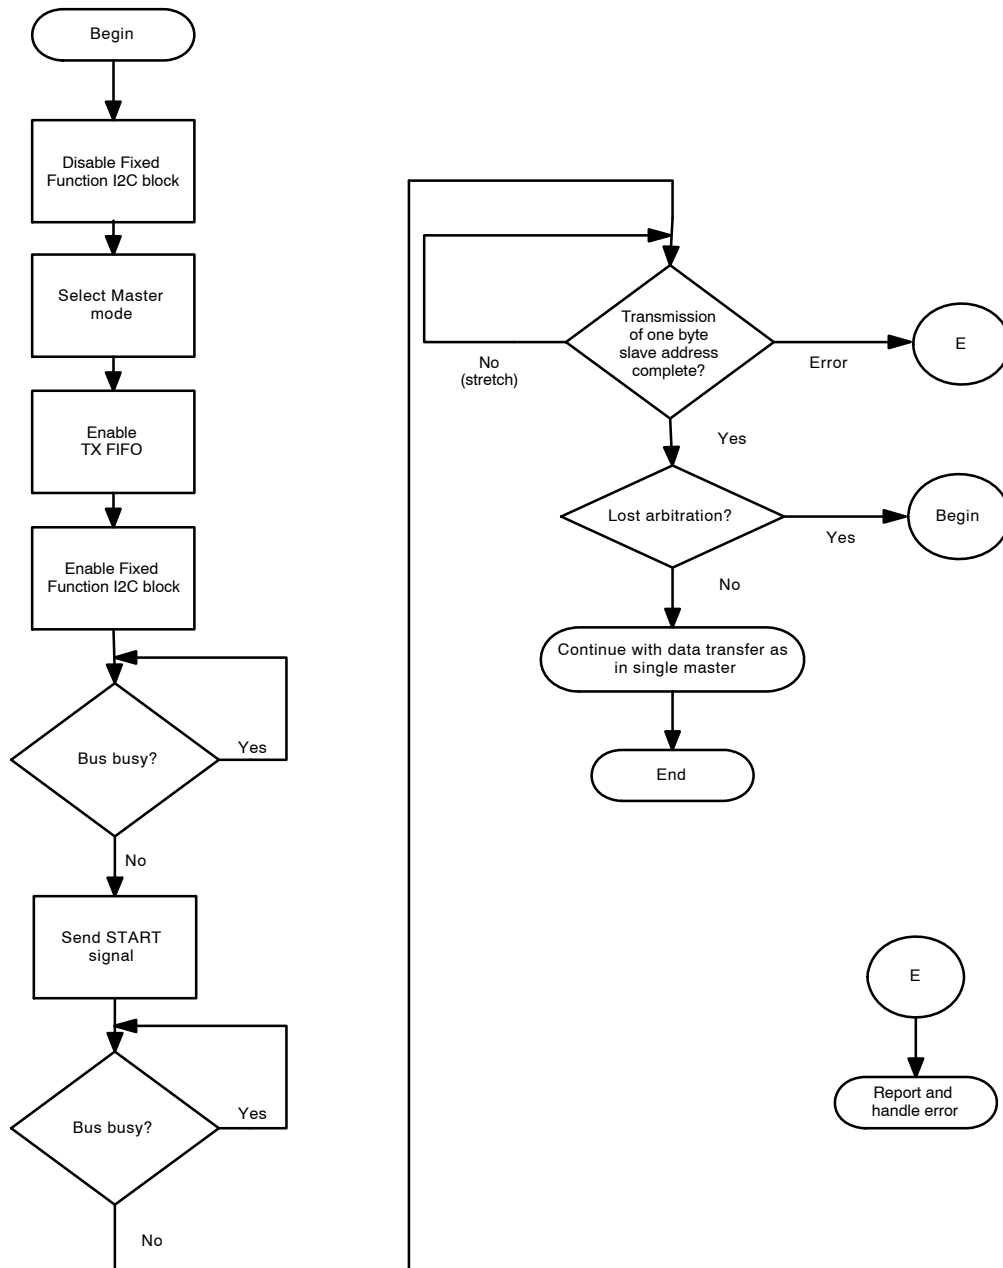 Begin
Disable Fixed
Function I2C block
Select Master
mode
Enable
TX FIFO
Enable Fixed
Function I2C block
Bus busy?
Yes
No
Send START
signal
Bus busy?
Yes
No
Transmission
of one byte
slave address
complete?
No
(stretch)
Error
E
Yes
Lost arbitration?
Yes
Begin
No
Continue with data transfer as
in single master
End
E
Report and
handle error